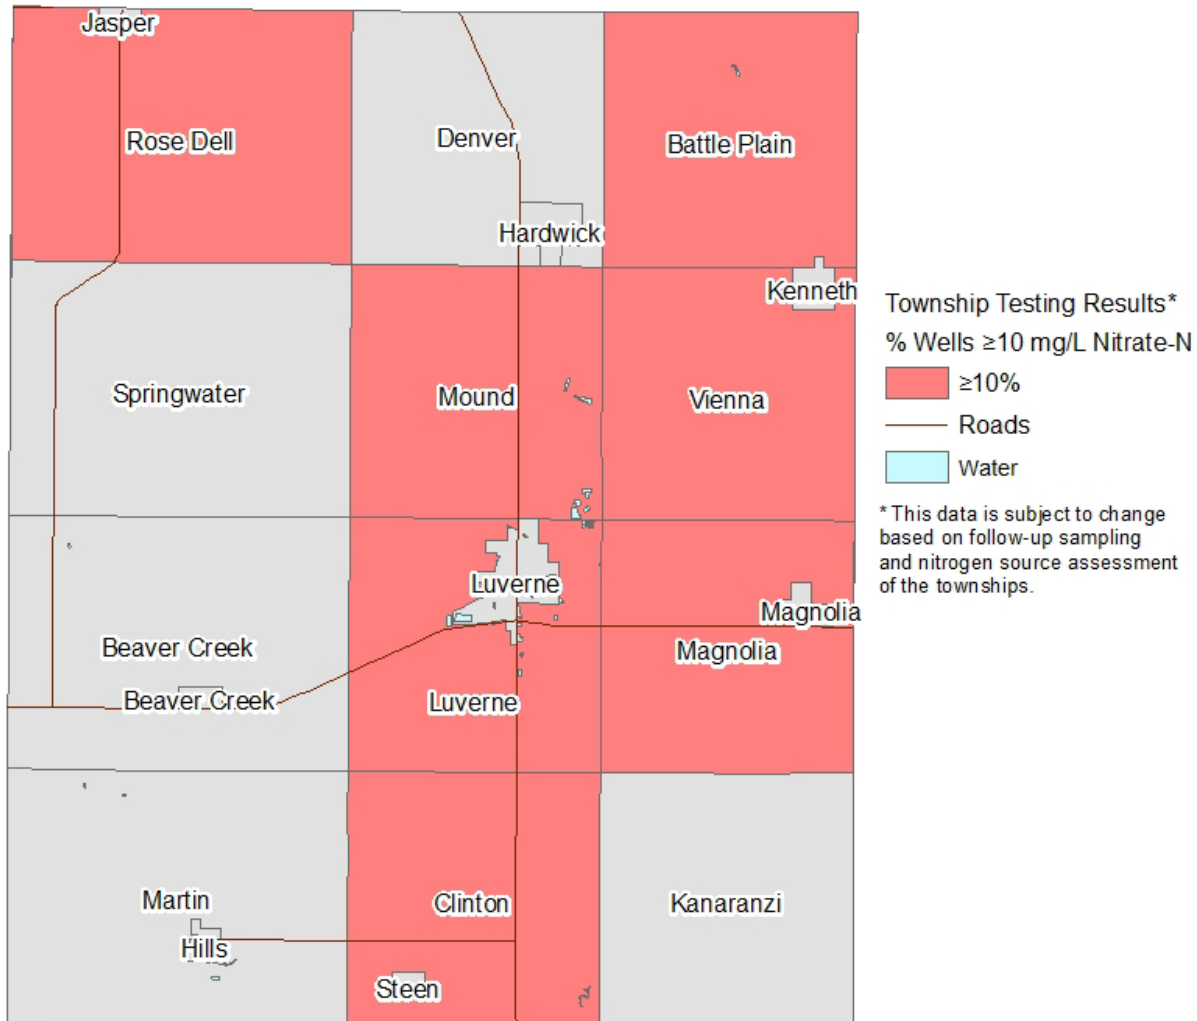 Jasper
Rose Dell
Denver
Battle Plain
Hardwick
Kenneth
Springwater
Mound
Vienna
Luverne
Magnolia
Beaver Creek
Magnolia
Beaver Creek
Luverne
Martin
Clinton
Kanaranzi
Hills
Steen
Township Testing Results*
% Wells ≥10 mg/L Nitrate-N
≥10%
Roads
Water
* This data is subject to change
based on follow-up sampling
and nitrogen source assessment
of the townships.